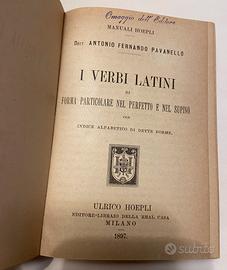 Omaggio dell'Editore
MANUALI HOEPLI
DOTT. ANTONIO FERNANDO PAVANELLO
I VERBI LATINI
DI
FORMA PARTICOLARE NEL PERFETTO E NEL SUPINO
CON
INDICE ALFABETICO DI DETTE FORME.
ULRICO HOEPLI
EDITORE-LIBRAIO DELLA REAL CASA
MILANO
1897.
subito